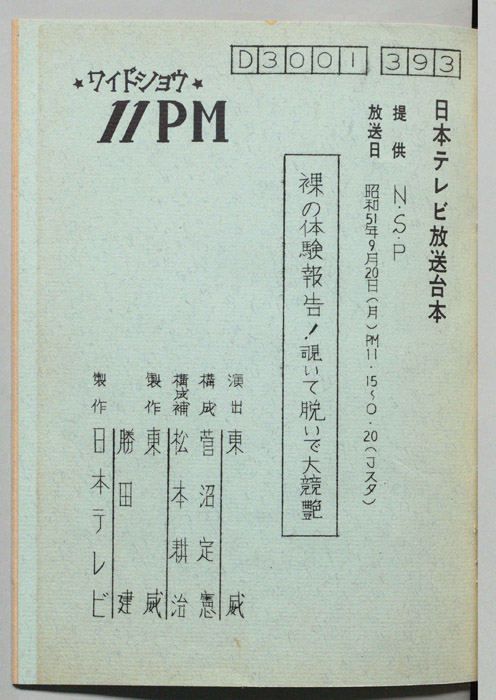 D3001 393
★ワイドショウ★
11PM
日本テレビ放送台本
提供 N.S.P
放送日 昭和51年9月20日(月)PM11.15〜0.20(Jスタ)
裸の体験報告!覗いて脱いで大競艶
演出 東 威
構成 菅沼定憲
構成補 松本耕治
製作 東 威
勝田 建
製作 日本テレビ